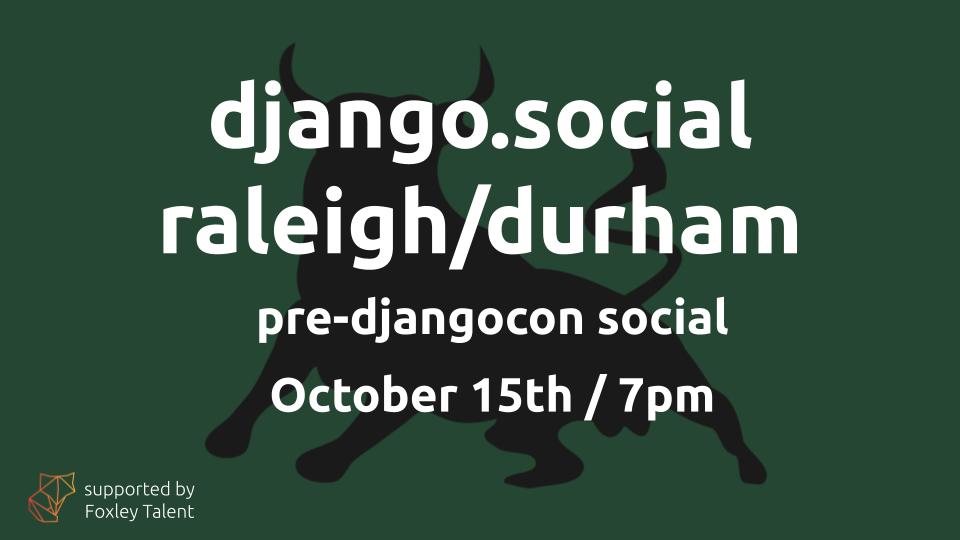 django.social
raleigh/durham
pre-djangocon social
October 15th / 7pm
supported by
Foxley Talent